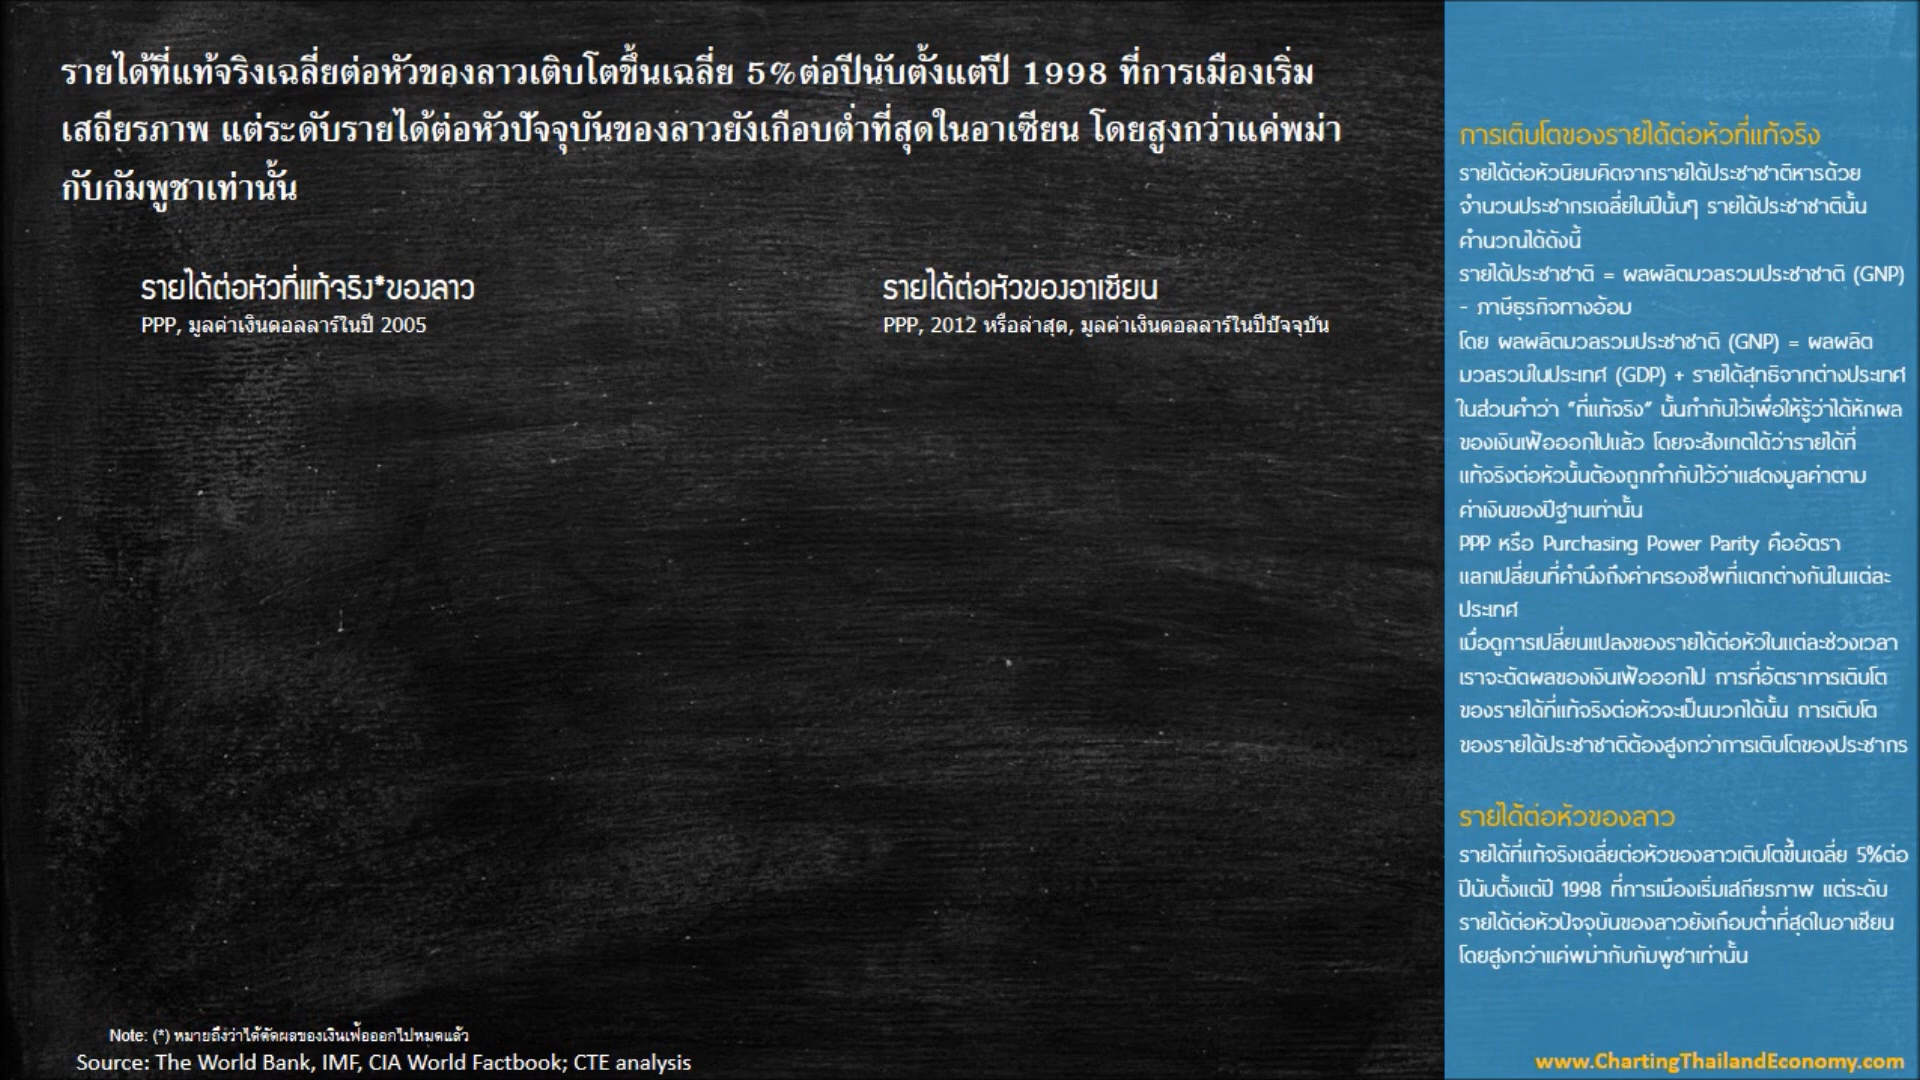 รายได้ที่แท้จริงเฉลี่ยต่อหัวของลาวเติบโตขึ้นเฉลี่ย 5%ต่อปีนับตั้งแต่ปี 1998 ที่การเมืองเริ่ม
เสถียรภาพ แต่ระดับรายได้ต่อหัวปัจจุบันของลาวยังเกือบต่ำที่สุดในอาเซียน โดยสูงกว่าแค่พม่า
กับกัมพูชาเท่านั้น
รายได้ต่อหัวที่แท้จริง*ของลาว
PPP, มูลค่าเงินดอลลาร์ในปี 2005
รายได้ต่อหัวของอาเซียน
PPP, 2012 หรือล่าสุด, มูลค่าเงินดอลลาร์ในปีปัจจุบัน
Note: (*) หมายถึงว่าได้ตัดผลของเงินเฟ้อออกไปหมดแล้ว
Source: The World Bank, IMF, CIA World Factbook; CTE analysis
การเติบโตของรายได้ต่อหัวที่แท้จริง
รายได้ต่อหัวนิยมคิดจากรายได้ประชาชาติหารด้วย
จำนวนประชากรเฉลี่ยในปีนั้นๆ รายได้ประชาชาตินั้น
คำนวณได้ดังนี้
รายได้ประชาชาติ = ผลผลิตมวลรวมประชาชาติ (GNP)
- ภาษีธุรกิจทางอ้อม
โดย ผลผลิตมวลรวมประชาชาติ (GNP) = ผลผลิต
มวลรวมในประเทศ (GDP) + รายได้สุทธิจากต่างประเทศ
ในส่วนคำว่า “ที่แท้จริง” นั้นกำกับไว้เพื่อให้รู้ว่าได้หักผล
ของเงินเฟ้อออกไปแล้ว โดยจะสังเกตได้ว่ารายได้ที่
แท้จริงต่อหัวนั้นต้องถูกกำกับไว้ว่าแสดงมูลค่าตาม
ค่าเงินของปีฐานเท่านั้น
PPP หรือ Purchasing Power Parity คืออัตรา
แลกเปลี่ยนที่คำนึงถึงค่าครองชีพที่แตกต่างกันในแต่ละ
ประเทศ
เมื่อดูการเปลี่ยนแปลงของรายได้ต่อหัวในแต่ละช่วงเวลา
เราจะตัดผลของเงินเฟ้อออกไป การที่อัตราการเติบโต
ของรายได้ที่แท้จริงต่อหัวจะเป็นบวกได้นั้น การเติบโต
ของรายได้ประชาชาติต้องสูงกว่าการเติบโตของประชากร
รายได้ต่อหัวของลาว
รายได้ที่แท้จริงเฉลี่ยต่อหัวของลาวเติบโตขึ้นเฉลี่ย 5%ต่อ
ปีนับตั้งแต่ปี 1998 ที่การเมืองเริ่มเสถียรภาพ แต่ระดับ
รายได้ต่อหัวปัจจุบันของลาวยังเกือบต่ำที่สุดในอาเซียน
โดยสูงกว่าแค่พม่ากับกัมพูชาเท่านั้น
www.ChartingThailandEconomy.com